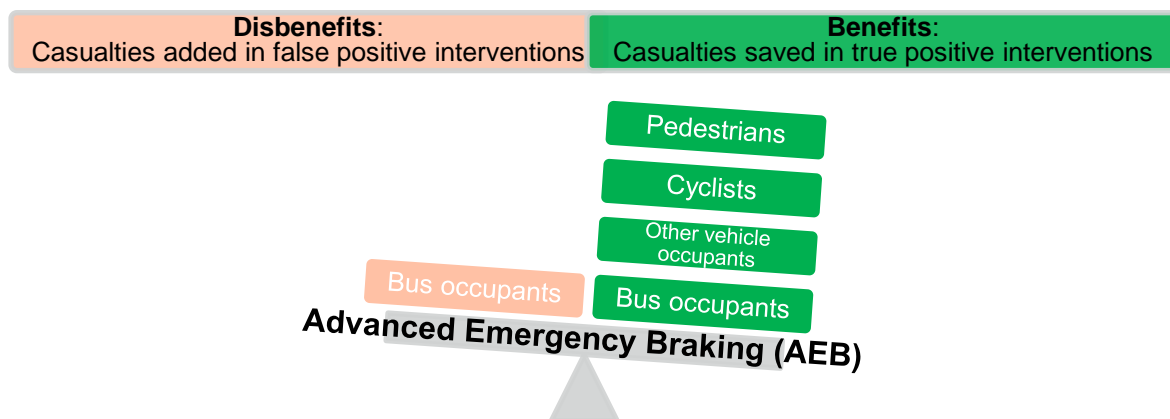 Disbenefits:
Casualties added in false positive interventions
Benefits:
Casualties saved in true positive interventions
Pedestrians
Cyclists
Other vehicle
occupants
Bus occupants
Bus occupants
Advanced Emergency Braking (AEB)